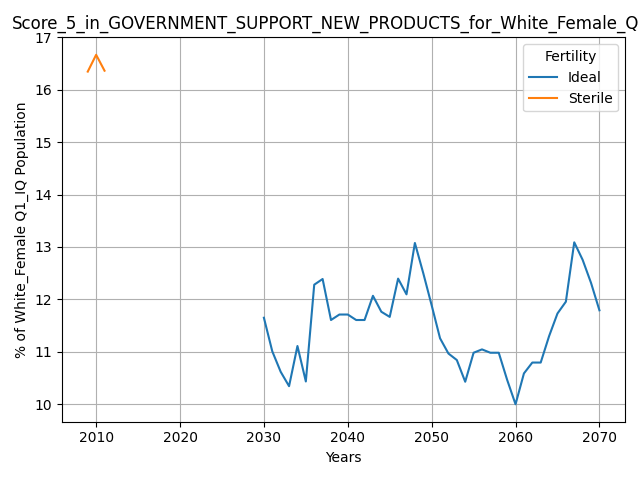 Score_5_in_GOVERNMENT_SUPPORT_NEW_PRODUCTS_for_White_Female_Q
17
16
15
14
13
12
11
10
% of White_Female Q1_IQ Population
Fertility
Ideal
Sterile
2010 2020 2030 2040 2050 2060 2070
Years